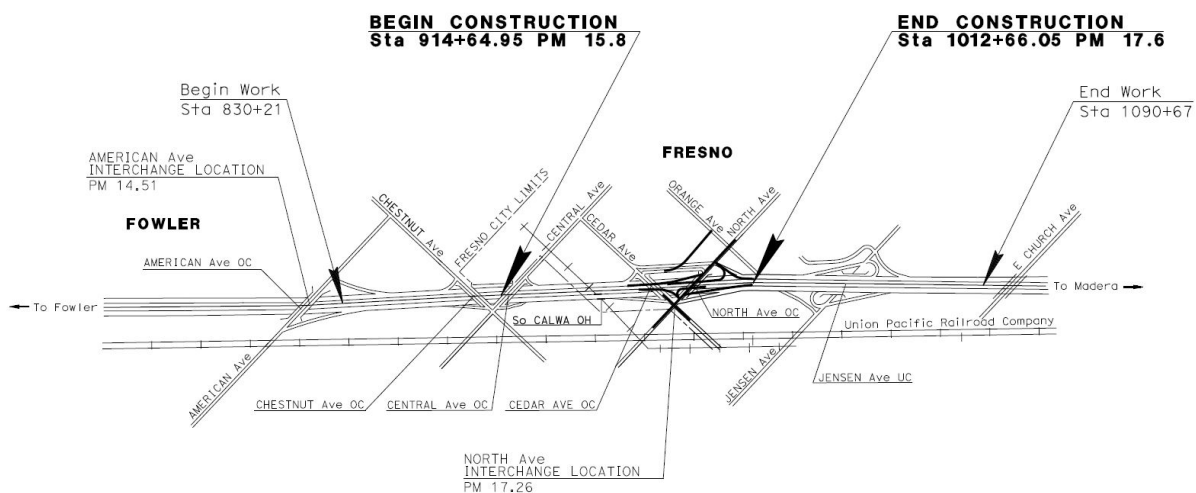 BEGIN CONSTRUCTION
Sta 914+64.95 PM 15.8
END CONSTRUCTION
Sta 1012+66.05 PM 17.6
Begin Work
Sta 830+21
End Work
Sta 1090+67
AMERICAN Ave
INTERCHANGE LOCATION
PM 14.51
FRESNO
FOWLER
CHESTNUT Ave
FRESNO CITY LIMITS
CENTRAL Ave
CEDAR Ave
ORANGE Ave
NORTH Ave
E CHURCH Ave
AMERICAN Ave OC
To Fowler
To Madera
So CALWA OH
NORTH Ave OC
Union Pacific Railroad Company
AMERICAN Ave
CHESTNUT Ave OC
CENTRAL Ave OC
CEDAR AVE OC
JENSEN Ave
JENSEN Ave UC
NORTH Ave
INTERCHANGE LOCATION
PM 17.26